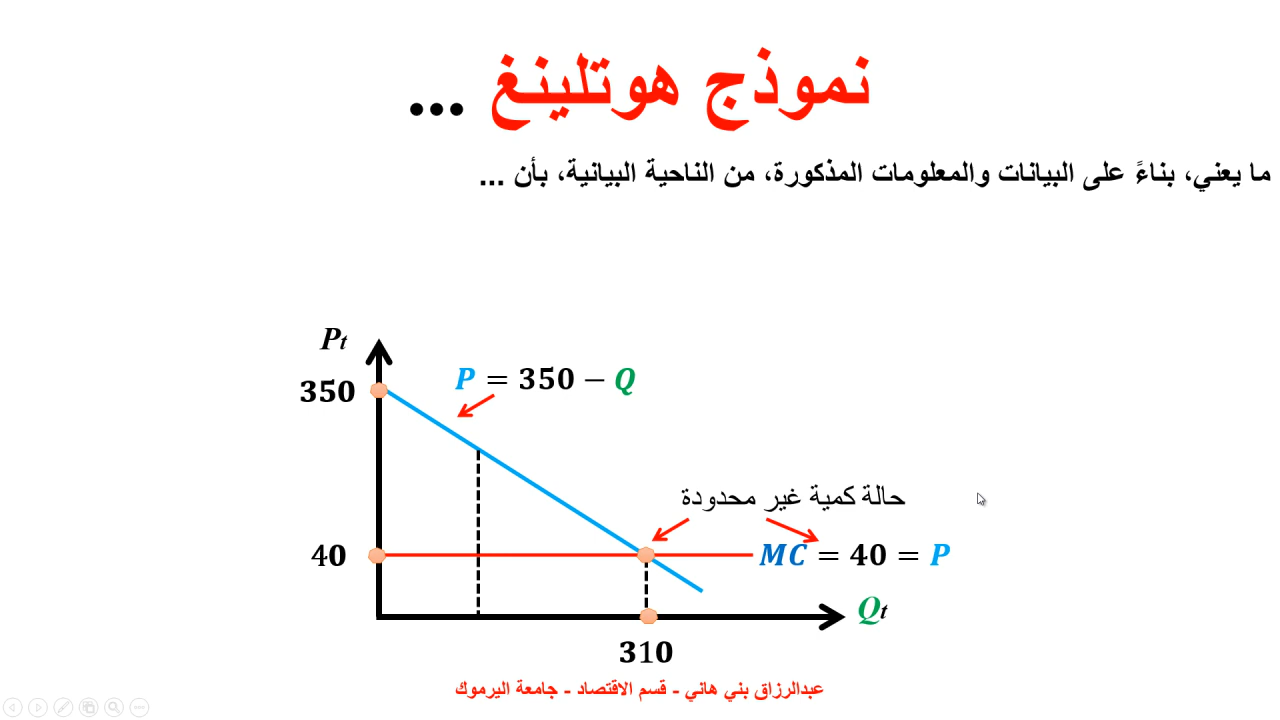 نموذج هوتلينغ ...
ما يعني، بناءً على البيانات والمعلومات المذكورة، من الناحية البيانية، بأن ...
Pt
350
P = 350 − Q
حالة كمية غير محدودة
40
MC = 40 = P
Qt
310
عبدالرزاق بني هاني - قسم الاقتصاد - جامعة اليرموك